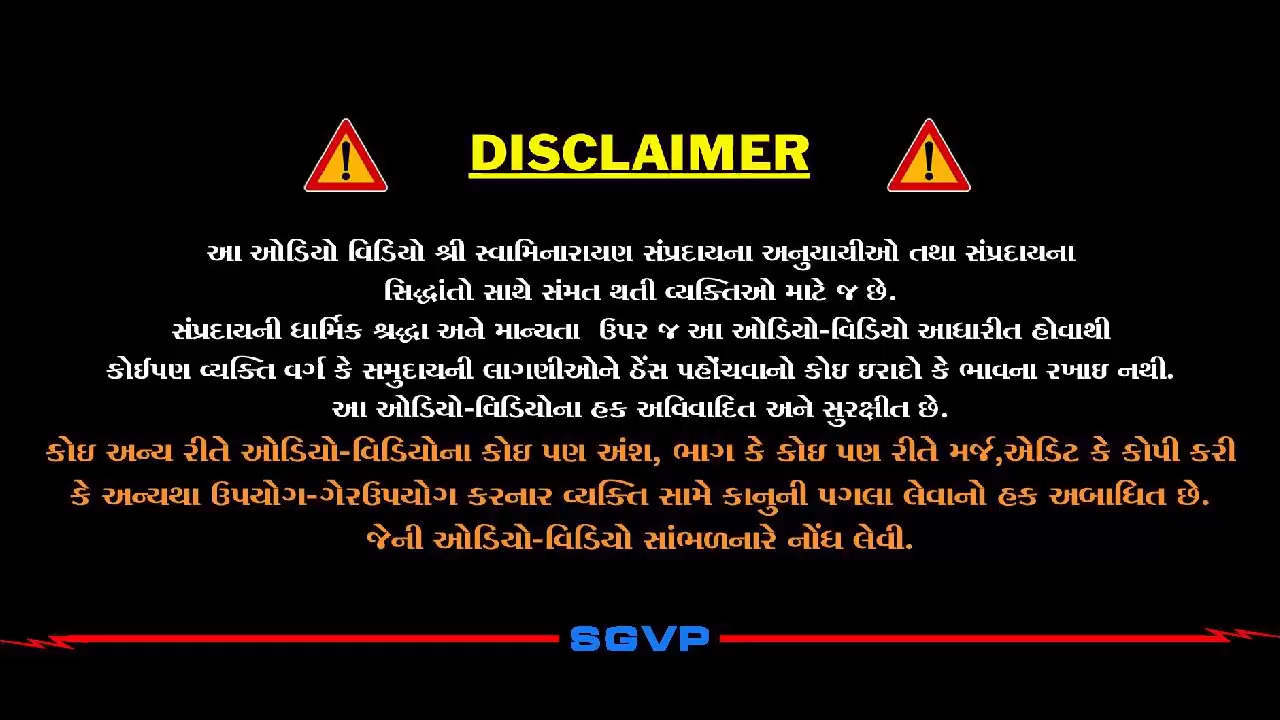 DISCLAIMER
આ ઓડિયો વિડિયો શ્રી સ્વામિનારાયણ સંપ્રદાયના અનુયાયીઓ તથા સંપ્રદાયના
સિદ્ધાંતો સાથે સંમત થતી વ્યક્તિઓ માટે જ છે.
સંપ્રદાયની ધાર્મિક શ્રદ્ધા અને માન્યતા  ઉપર જ આ ઓડિયો-વિડિયો આધારીત હોવાથી
કોઈપણ વ્યક્તિ વર્ગ કે સમુદાયની લાગણીઓને ઠેંસ પહોંચવાનો કોઇ ઇરાદો કે ભાવના રખાઇ નથી.
આ ઓડિયો-વિડિયોના હક અવિવાદિત અને સુરક્ષીત છે.
કોઇ અન્ય રીતે ઓડિયો-વિડિયોના કોઇ પણ અંશ, ભાગ કે કોઇ પણ રીતે મર્જ,એડિટ કે કોપી કરી
કે અન્યથા ઉપયોગ-ગેરઉપયોગ કરનાર વ્યક્તિ સામે કાનુની પગલા લેવાનો હક અબાધિત છે.
જેની ઓડિયો-વિડિયો સાંભળનારે નોંધ લેવી.
SGVP